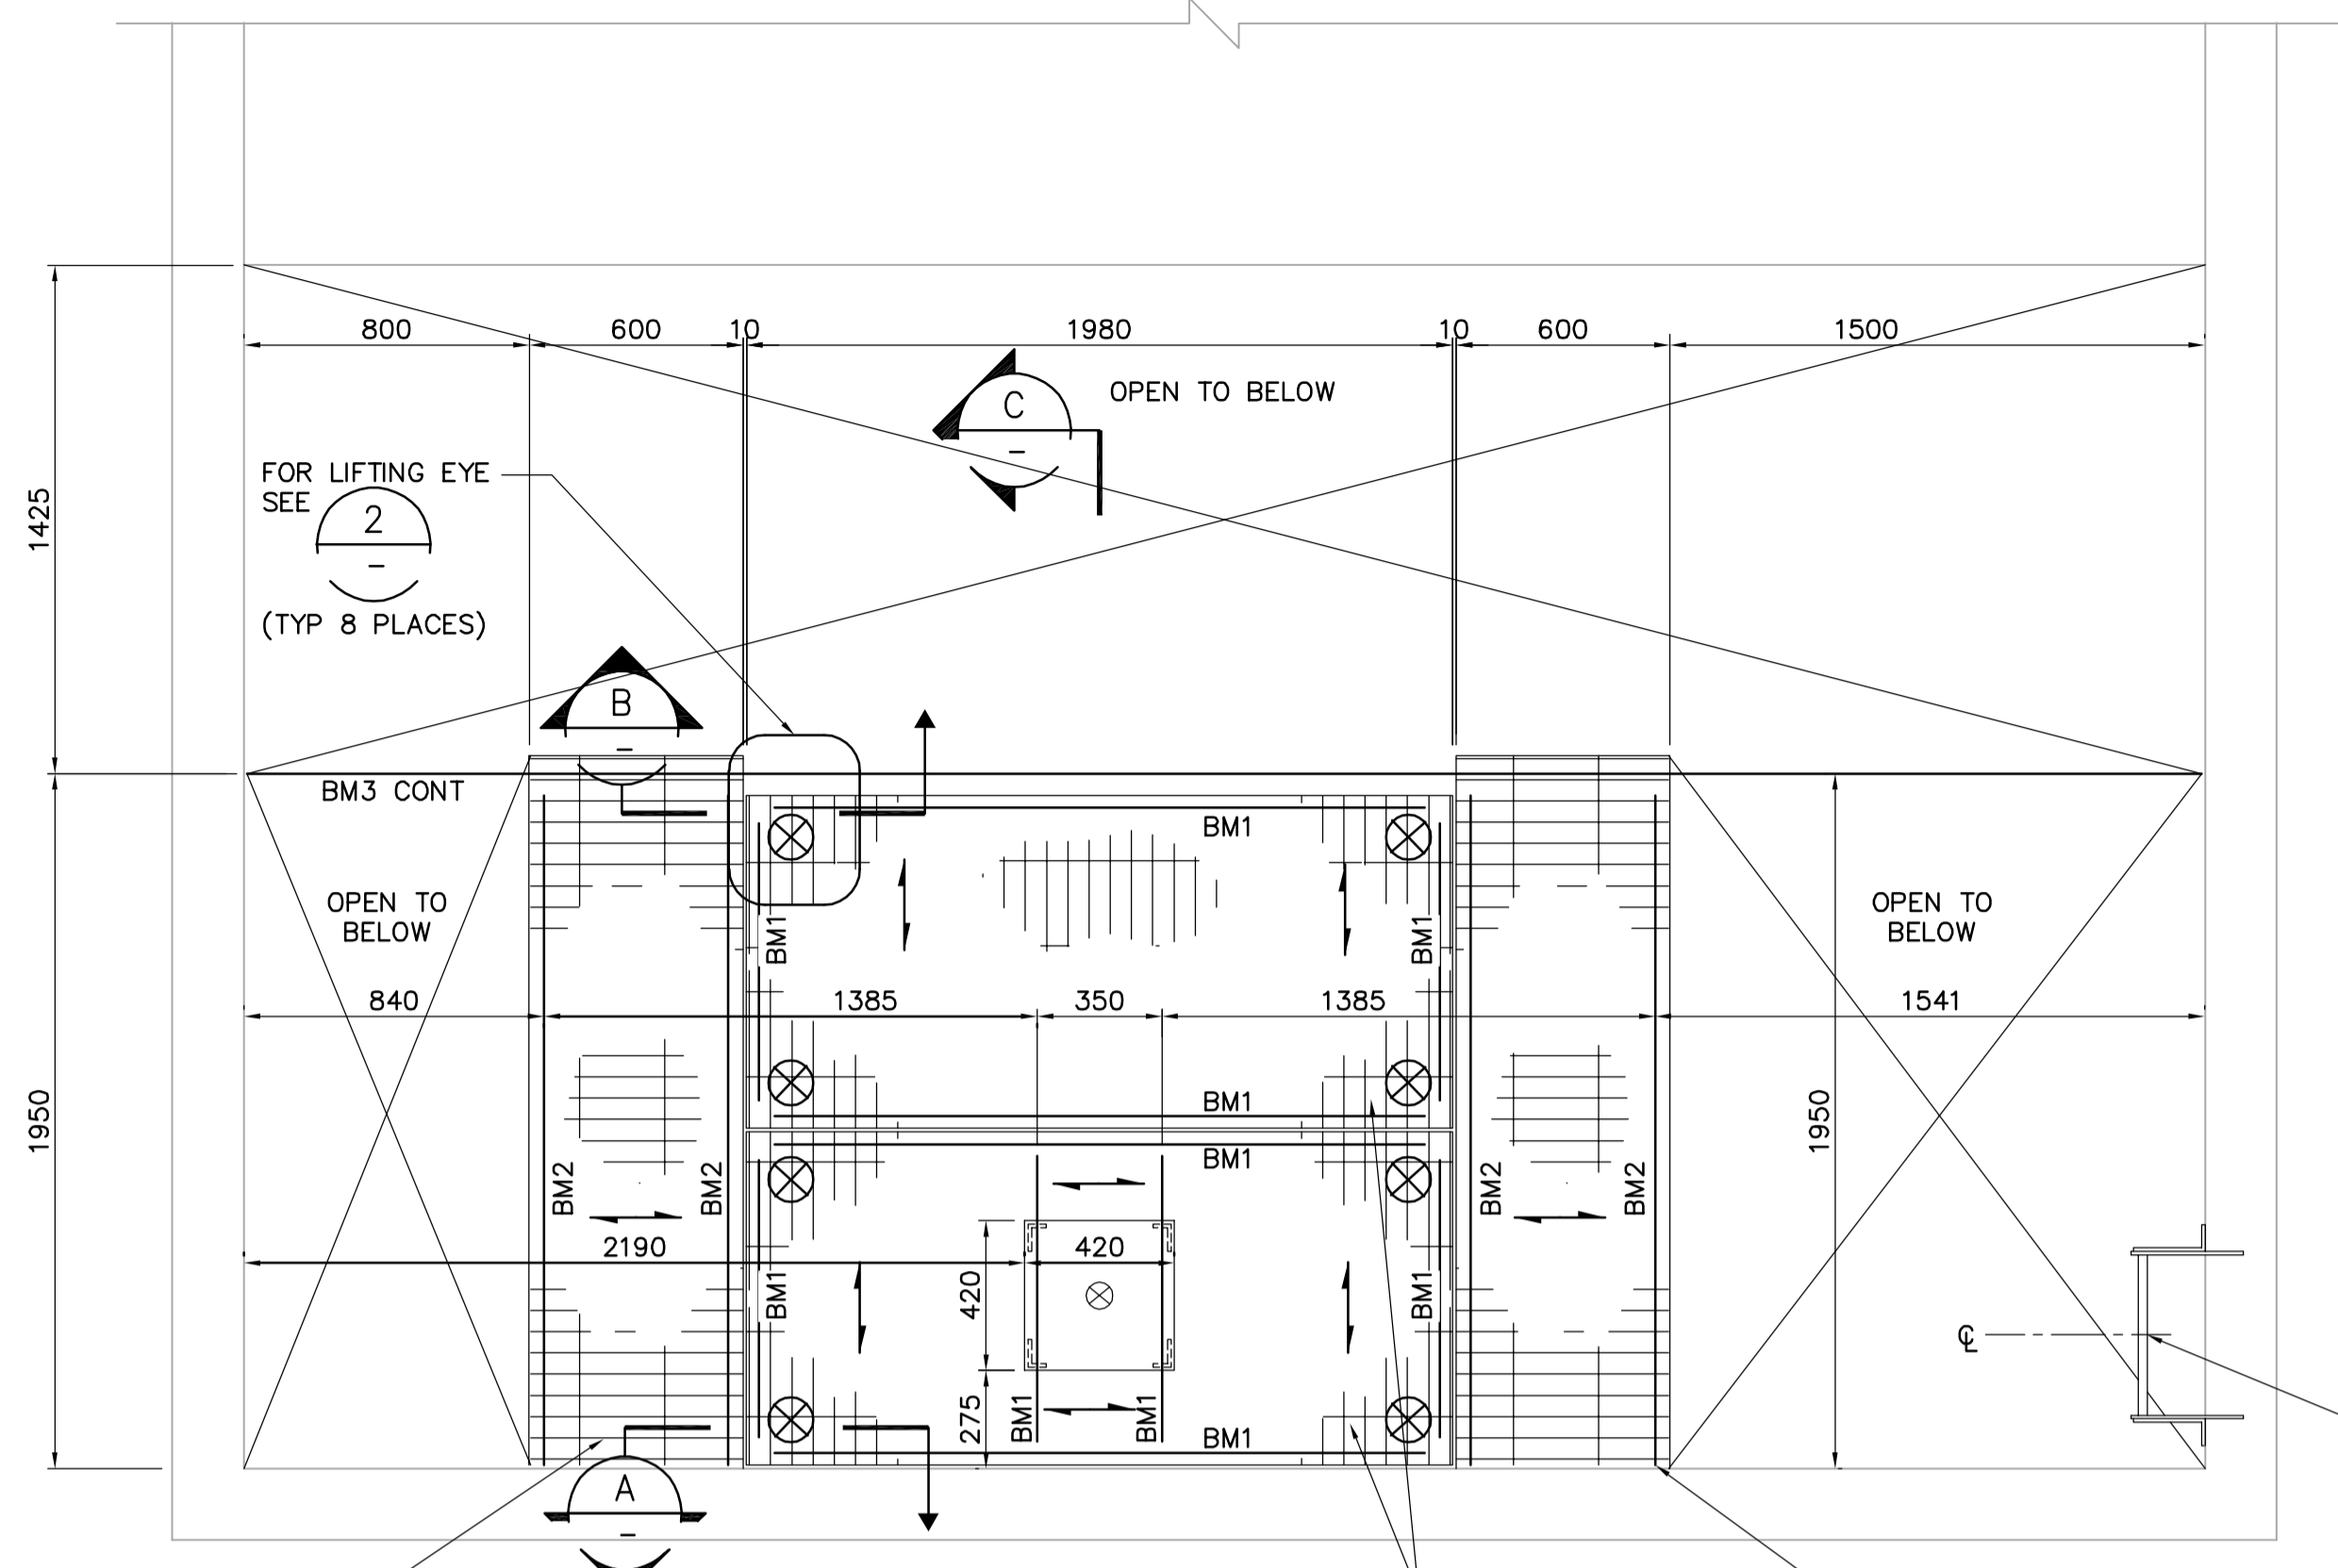 800
600
10
1980
10
600
1500
C
–
OPEN TO BELOW
FOR LIFTING EYE
SEE
2
–
(TYP 8 PLACES)
1425
B
–
BM3 CONT
BM1
OPEN TO
BELOW
BM1
BM1
OPEN TO
BELOW
840
1385
350
1385
1541
1950
BM1
1950
BM1
BM2
BM2
BM2
BM2
2190
420
420
BM1
BM1
℄
275
BM1
BM1
BM1
A
–